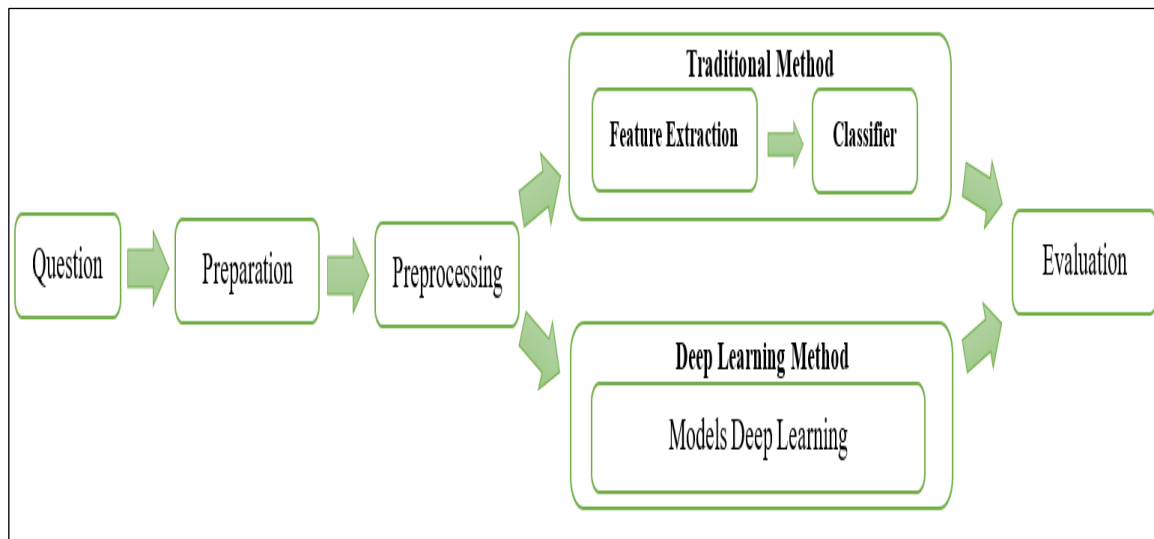 Question
Preparation
Preprocessing
Traditional Method
Feature Extraction
Classifier
Deep Learning Method
Models Deep Learning
Evaluation